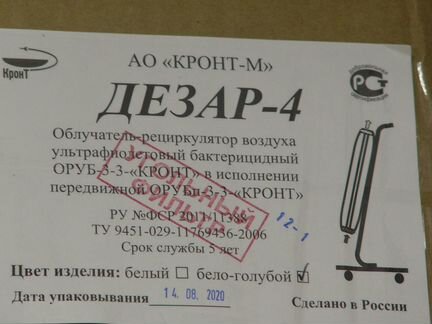 КронТ
АО «КРОНТ-М»
ДЕЗАР-4
Облучатель-рециркулятор воздуха
ультрафиолетовый бактерицидный
ОРУБ-3-3-«КРОНТ» в исполнении
передвижной ОРУБп-3-3-«КРОНТ»
УГОЛЬНЫЙ
ФИЛЬТР
РУ №ФСР 2011/11388
12-1
ТУ 9451-029-11769436-2006
Срок службы 5 лет
Цвет изделия: белый бело-голубой
Дата упаковывания 14. 08. 2020
Сделано в России